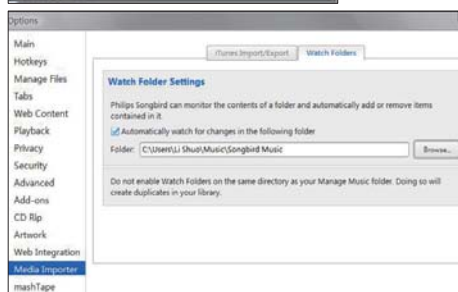 Options
Main
Hotkeys
Manage Files
Tabs
Web Content
Playback
Privacy
Security
Advanced
Add-ons
CD Rip
Artwork
Web Integration
Media Importer
mashTape
iTunes Import/Export
Watch Folders
Watch Folder Settings
Philips Songbird can monitor the contents of a folder and automatically add or remove items
contained in it.
Automatically watch for changes in the following folder
Folder: C:\Users\Li Shuo\Music\Songbird Music
Browse...
Do not enable Watch Folders on the same directory as your Manage Music folder. Doing so will
create duplicates in your library.